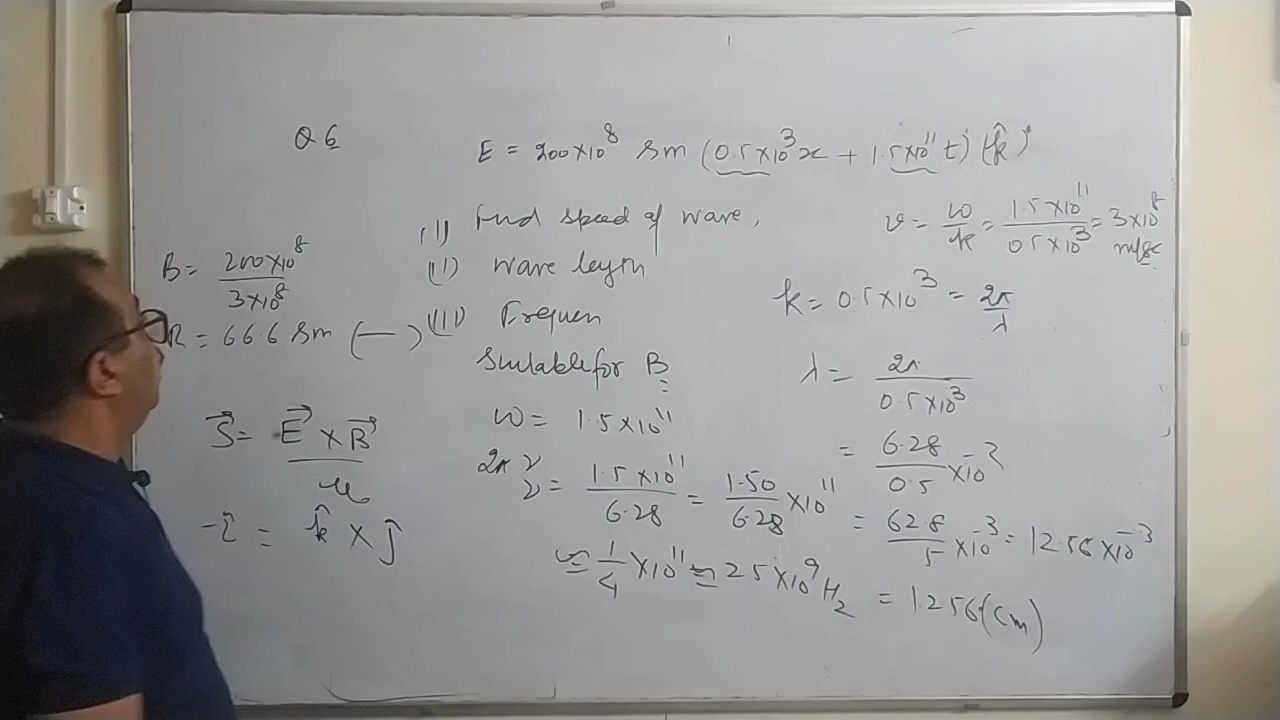 Q 6
E = 200×10^8 sin (0.5×10^3 x + 1.5×10^11 t) (k̂)
(I) Find speed of wave,
(II) wave length
(III) Frequen
B
v = ω/k = 1.5×10^11 / 0.5×10^3 = 3×10^8 m/sec
k = 0.5×10^3 = 2π/λ
λ = 2π / 0.5×10^3
= 6.28/0.5 ×10^-3
= 62.8/5 ×10^-3 = 12.56×10^-3
= 1.256 (cm)
ω = 1.5×10^11
2π ν
ν = 1.5×10^11 / 6.28 = 1.50/6.28 ×10^11
≈ 1/4 ×10^11 ≈ 25×10^9 Hz
B = 200×10^8 / 3×10^8
= 66.6 sin (—)
S⃗ = E⃗ × B⃗ / μ₀
-î = k̂ × ĵ